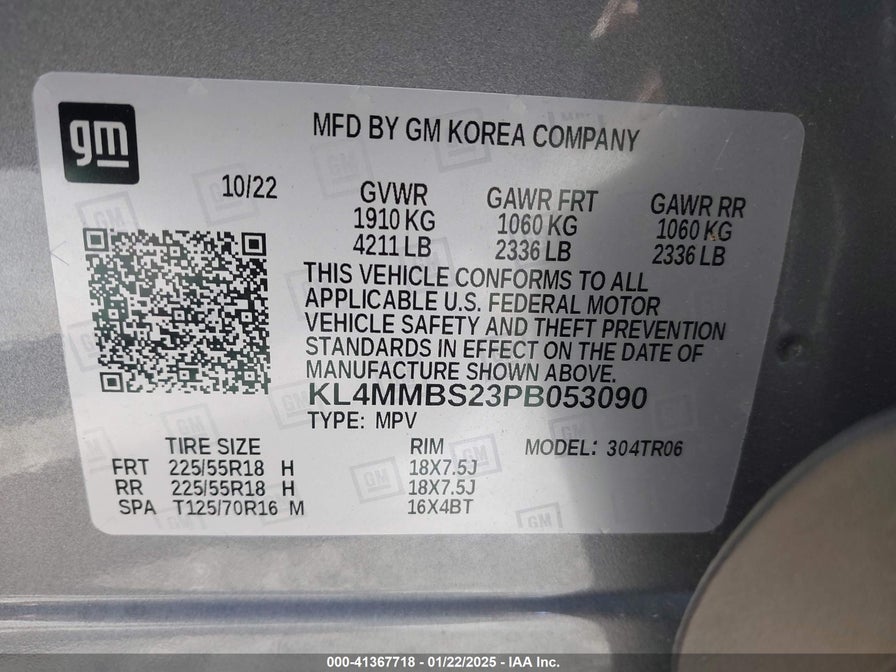 gm
MFD BY GM KOREA COMPANY
10/22
GVWR GAWR FRT GAWR RR
1910 KG 1060 KG 1060 KG
4211 LB 2336 LB 2336 LB
THIS VEHICLE CONFORMS TO ALL
APPLICABLE U.S. FEDERAL MOTOR
VEHICLE SAFETY AND THEFT PREVENTION
STANDARDS IN EFFECT ON THE DATE OF
MANUFACTURE SHOWN ABOVE.
KL4MMBS23PB053090
TYPE: MPV
TIRE SIZE RIM MODEL: 304TR06
FRT 225/55R18 H 18X7.5J
RR 225/55R18 H 18X7.5J
SPA T125/70R16 M 16X4BT
000-41367718 - 01/22/2025 - IAA Inc.